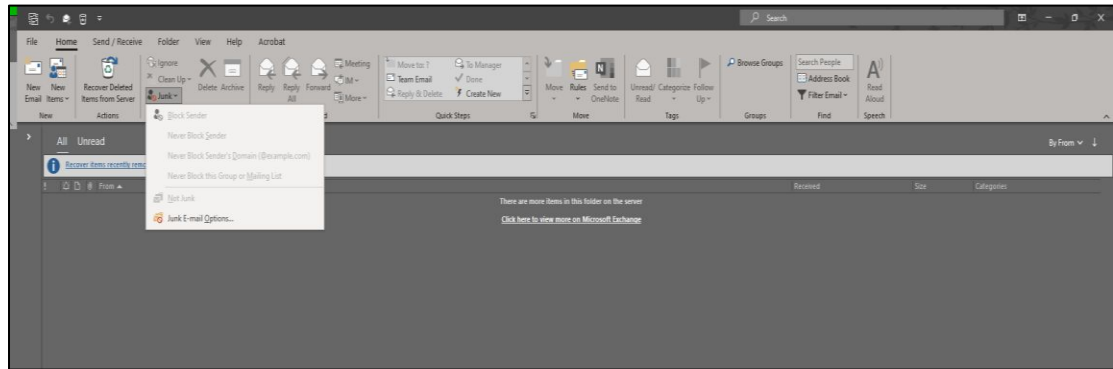 Search
File Home Send / Receive Folder View Help Acrobat
New Email
New Items
Recover Deleted Items from Server
Ignore
Clean Up
Junk
Delete Archive
Reply Reply All Forward
Meeting
IM
More
Move to: ?
Team Email
Reply & Delete
To Manager
Done
Create New
Move Rules Send to OneNote
Unread/ Read Categorize Follow Up
Browse Groups
Search People
Address Book
Filter Email
Read Aloud
New Actions Quick Steps Move Tags Groups Find Speech
Block Sender
Never Block Sender
Never Block Sender's Domain (@example.com)
Never Block this Group or Mailing List
Not Junk
Junk E-mail Options...
All Unread
By From
Recover items recently
From
Received Size Categories
There are more items in this folder on the server
Click here to view more on Microsoft Exchange